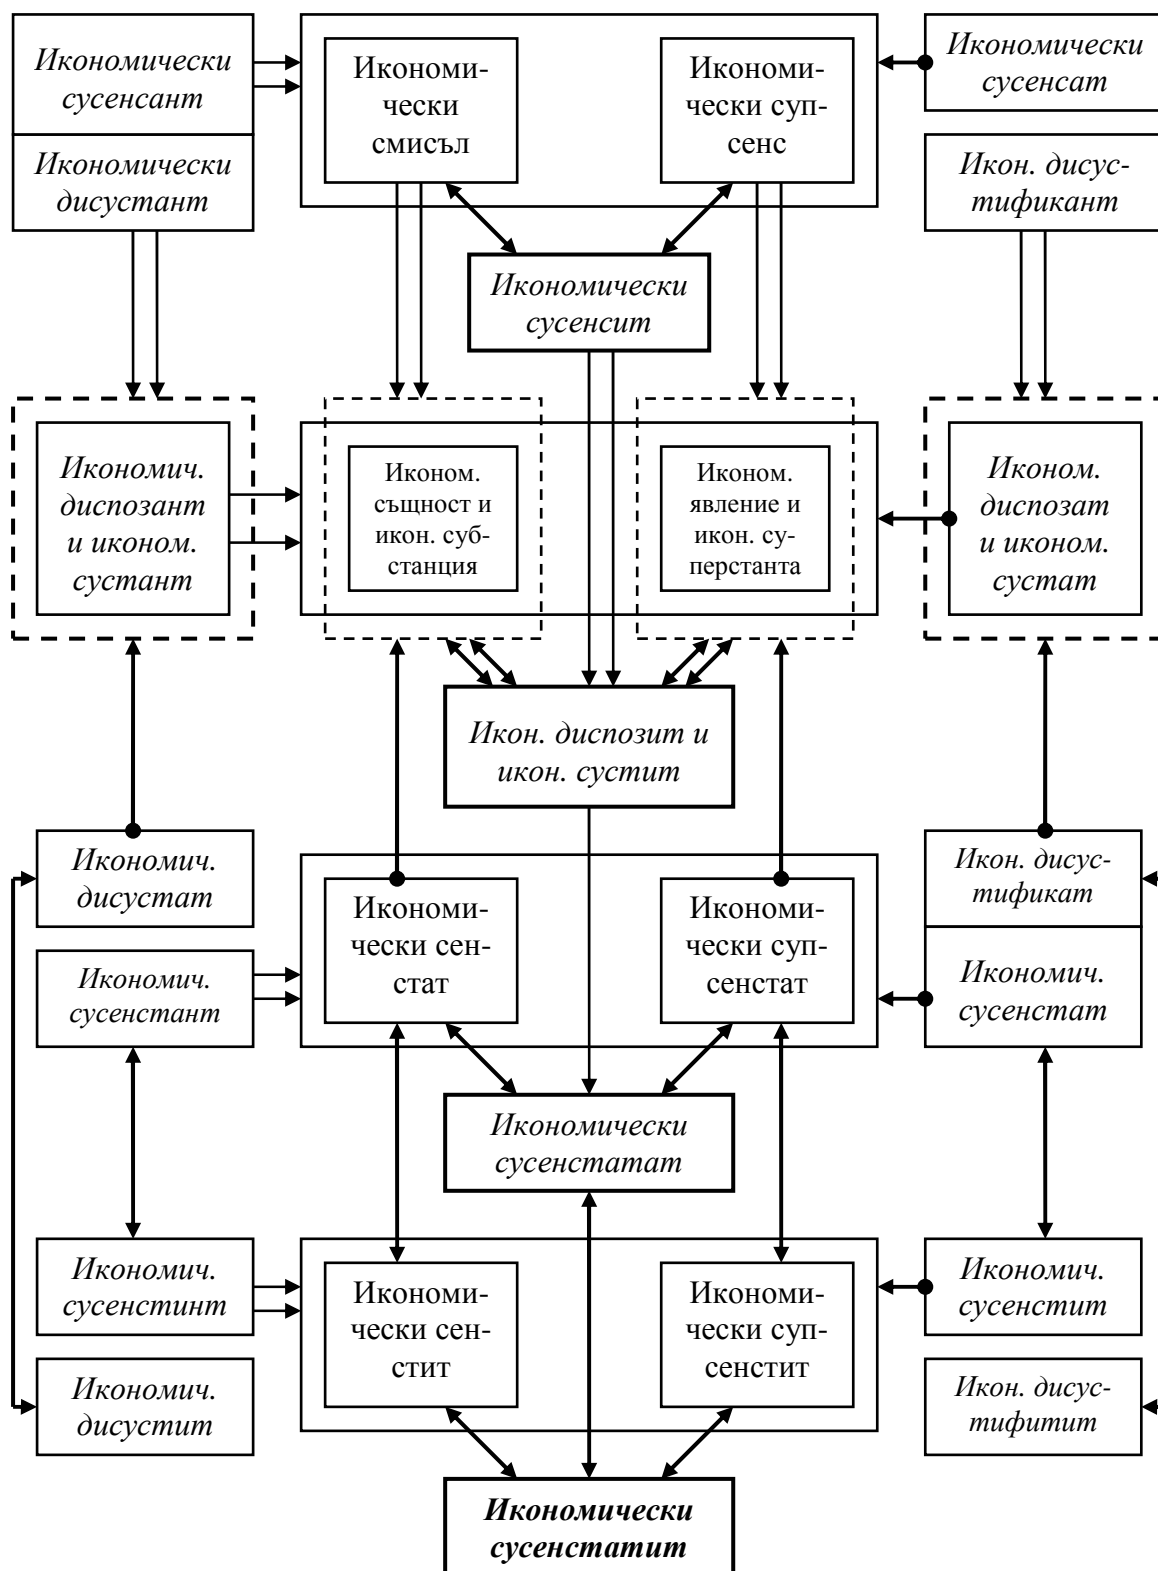 Икономически
сусенсант
Икономи-
чески
смисъл
Икономи-
чески суп-
сенс
Икономически
сусенсат
Икономически
дисустант
Икон. дисус-
тификант
Икономически
сусенсит
Икономич.
диспозант
и иконом.
сустант
Иконом.
същност и
икон. суб-
станция
Иконом.
явление и
икон. су-
перстанта
Иконом.
диспозат
и иконом.
сустат
Икон. диспозит и
икон. сустит
Икономич.
дисустат
Икономи-
чески сен-
стат
Икономи-
чески суп-
сенстат
Икон. дисус-
тификат
Икономич.
сусенстант
Икономич.
сусенстат
Икономически
сусенстатат
Икономич.
сусенстинт
Икономи-
чески сен-
стит
Икономи-
чески суп-
сенстит
Икономич.
сусенстит
Икономич.
дисустит
Икон. дисус-
тифитит
Икономически
сусенстатит